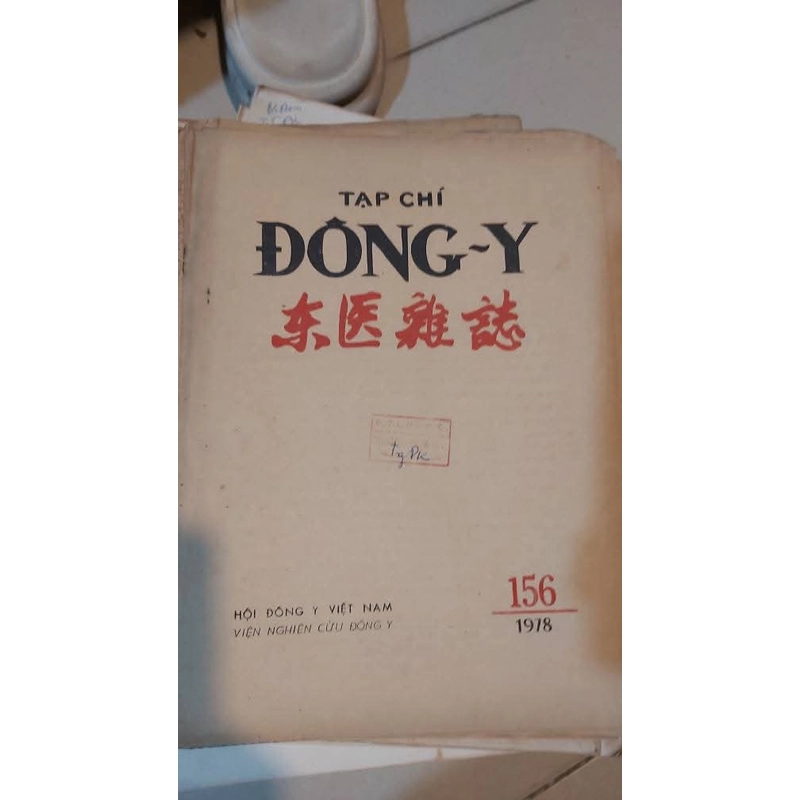 TẠP CHÍ
ĐÔNG-Y
东医雜誌
156
1978
HỘI ĐÔNG Y VIỆT NAM
VIỆN NGHIÊN CỨU ĐÔNG Y